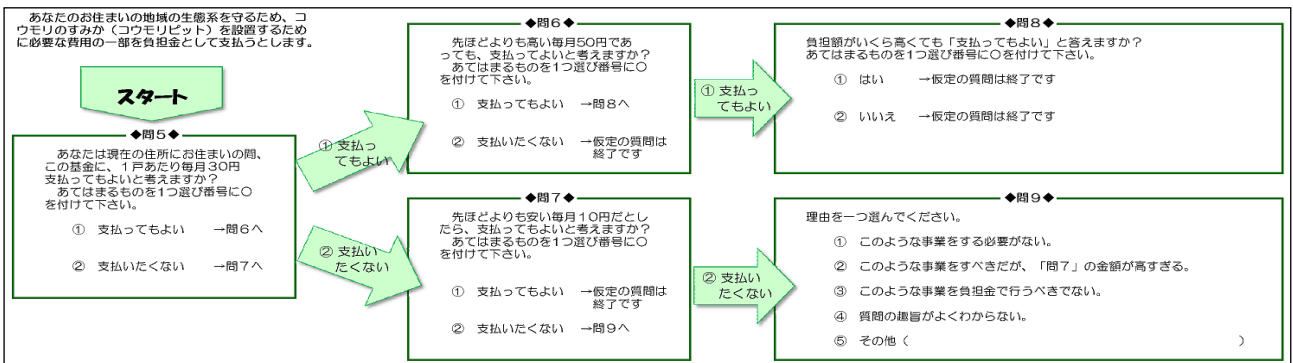 あなたのお住まいの地域の生態系を守るため、コ
ウモリのすみか（コウモリピット）を設置するため
に必要な費用の一部を負担金として支払うとします。
スタート
◆問５◆
あなたは現在の住所にお住まいの間、
この基金に、１戸あたり毎月３０円
支払ってもよいと考えますか？
あてはまるものを1つ選び番号に○
を付けて下さい。
① 支払ってもよい →問６へ
② 支払いたくない →問７へ
① 支払っ
てもよい
② 支払い
たくない
◆問６◆
先ほどよりも高い毎月50円であ
っても、支払ってよいと考えますか？
あてはまるものを1つ選び番号に○
を付けて下さい。
① 支払ってもよい →問８へ
② 支払いたくない →仮定の質問は
終了です
① 支払っ
てもよい
◆問８◆
負担額がいくら高くても「支払ってもよい」と答えますか？
あてはまるものを1つ選び番号に○を付けて下さい。
① はい →仮定の質問は終了です
② いいえ →仮定の質問は終了です
◆問７◆
先ほどよりも安い毎月１０円だとし
たら、支払ってもよいと考えますか？
あてはまるものを1つ選び番号に○
を付けて下さい。
① 支払ってもよい →仮定の質問は
終了です
② 支払いたくない →問９へ
② 支払い
たくない
◆問９◆
理由を一つ選んでください。
① このような事業をする必要がない。
② このような事業をすべきだが、「問７」の金額が高すぎる。
③ このような事業を負担金で行うべきでない。
④ 質問の趣旨がよくわからない。
⑤ その他（ ）